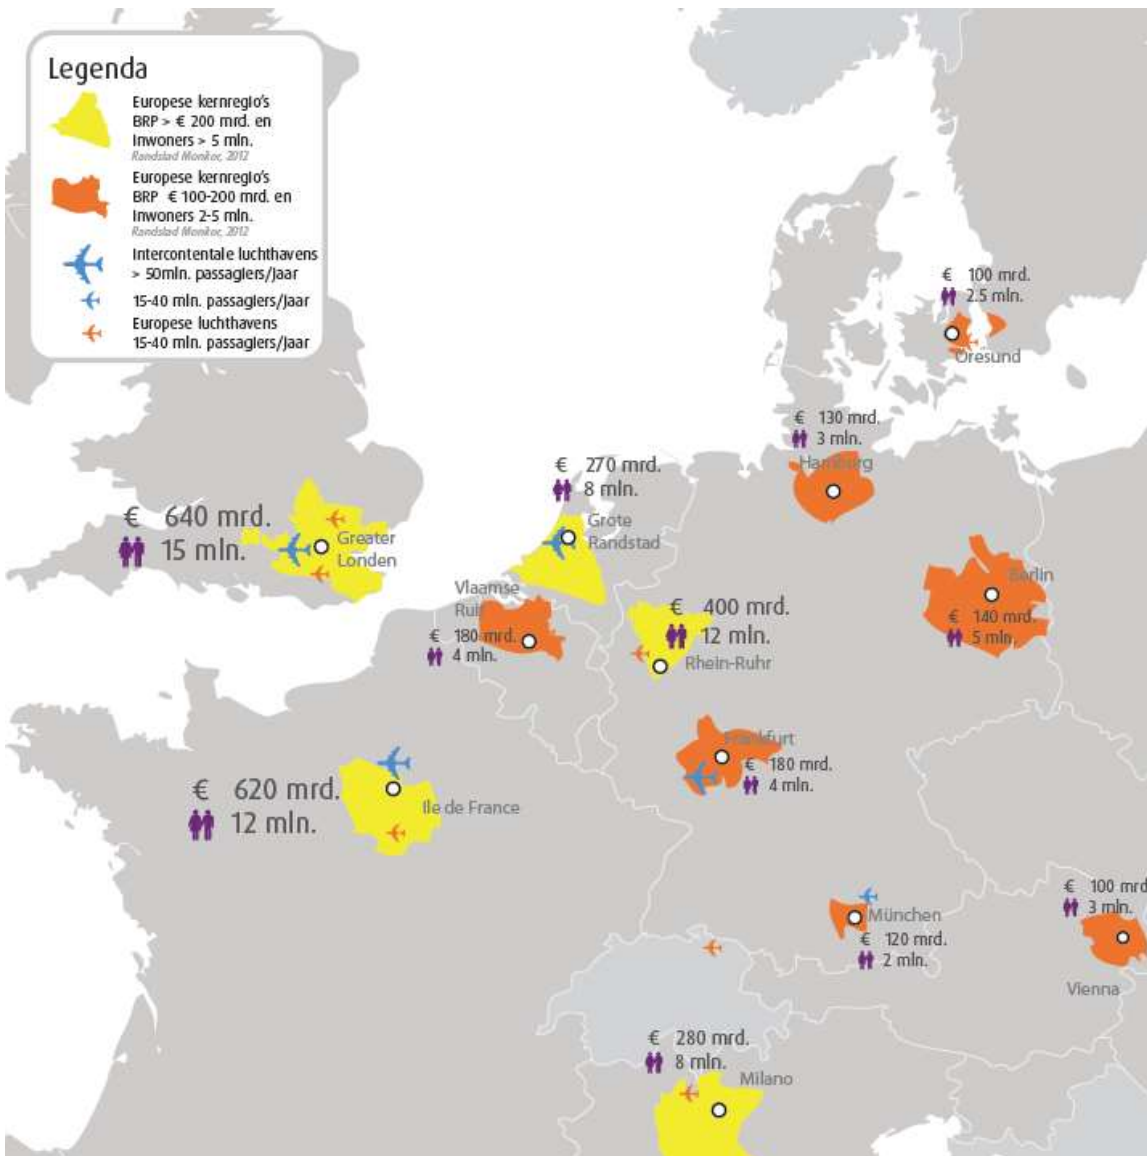 Legenda
Europese kernregio's
BRP > € 200 mrd. en
Inwoners > 5 mln.
Randstad Monitor, 2012
Europese kernregio's
BRP € 100-200 mrd. en
Inwoners 2-5 mln.
Randstad Monitor, 2012
Intercontentale luchthavens
> 50mln. passagiers/jaar
15-40 mln. passagiers/jaar
Europese luchthavens
15-40 mln. passagiers/jaar
€ 100 mrd.
2.5 mln.
Öresund
€ 130 mrd.
3 mln.
Hamburg
€ 270 mrd.
8 mln.
Grote
Randstad
€ 640 mrd.
15 mln.
Greater
Londen
Vlaamse
Ruit
€ 180 mrd.
4 mln.
€ 400 mrd.
12 mln.
Rhein-Ruhr
Berlin
€ 140 mrd.
5 mln.
Frankfurt
€ 180 mrd.
4 mln.
€ 620 mrd.
12 mln.
Ile de France
München
€ 120 mrd.
2 mln.
€ 100 mrd
3 mln.
Vienna
€ 280 mrd.
8 mln.
Milano